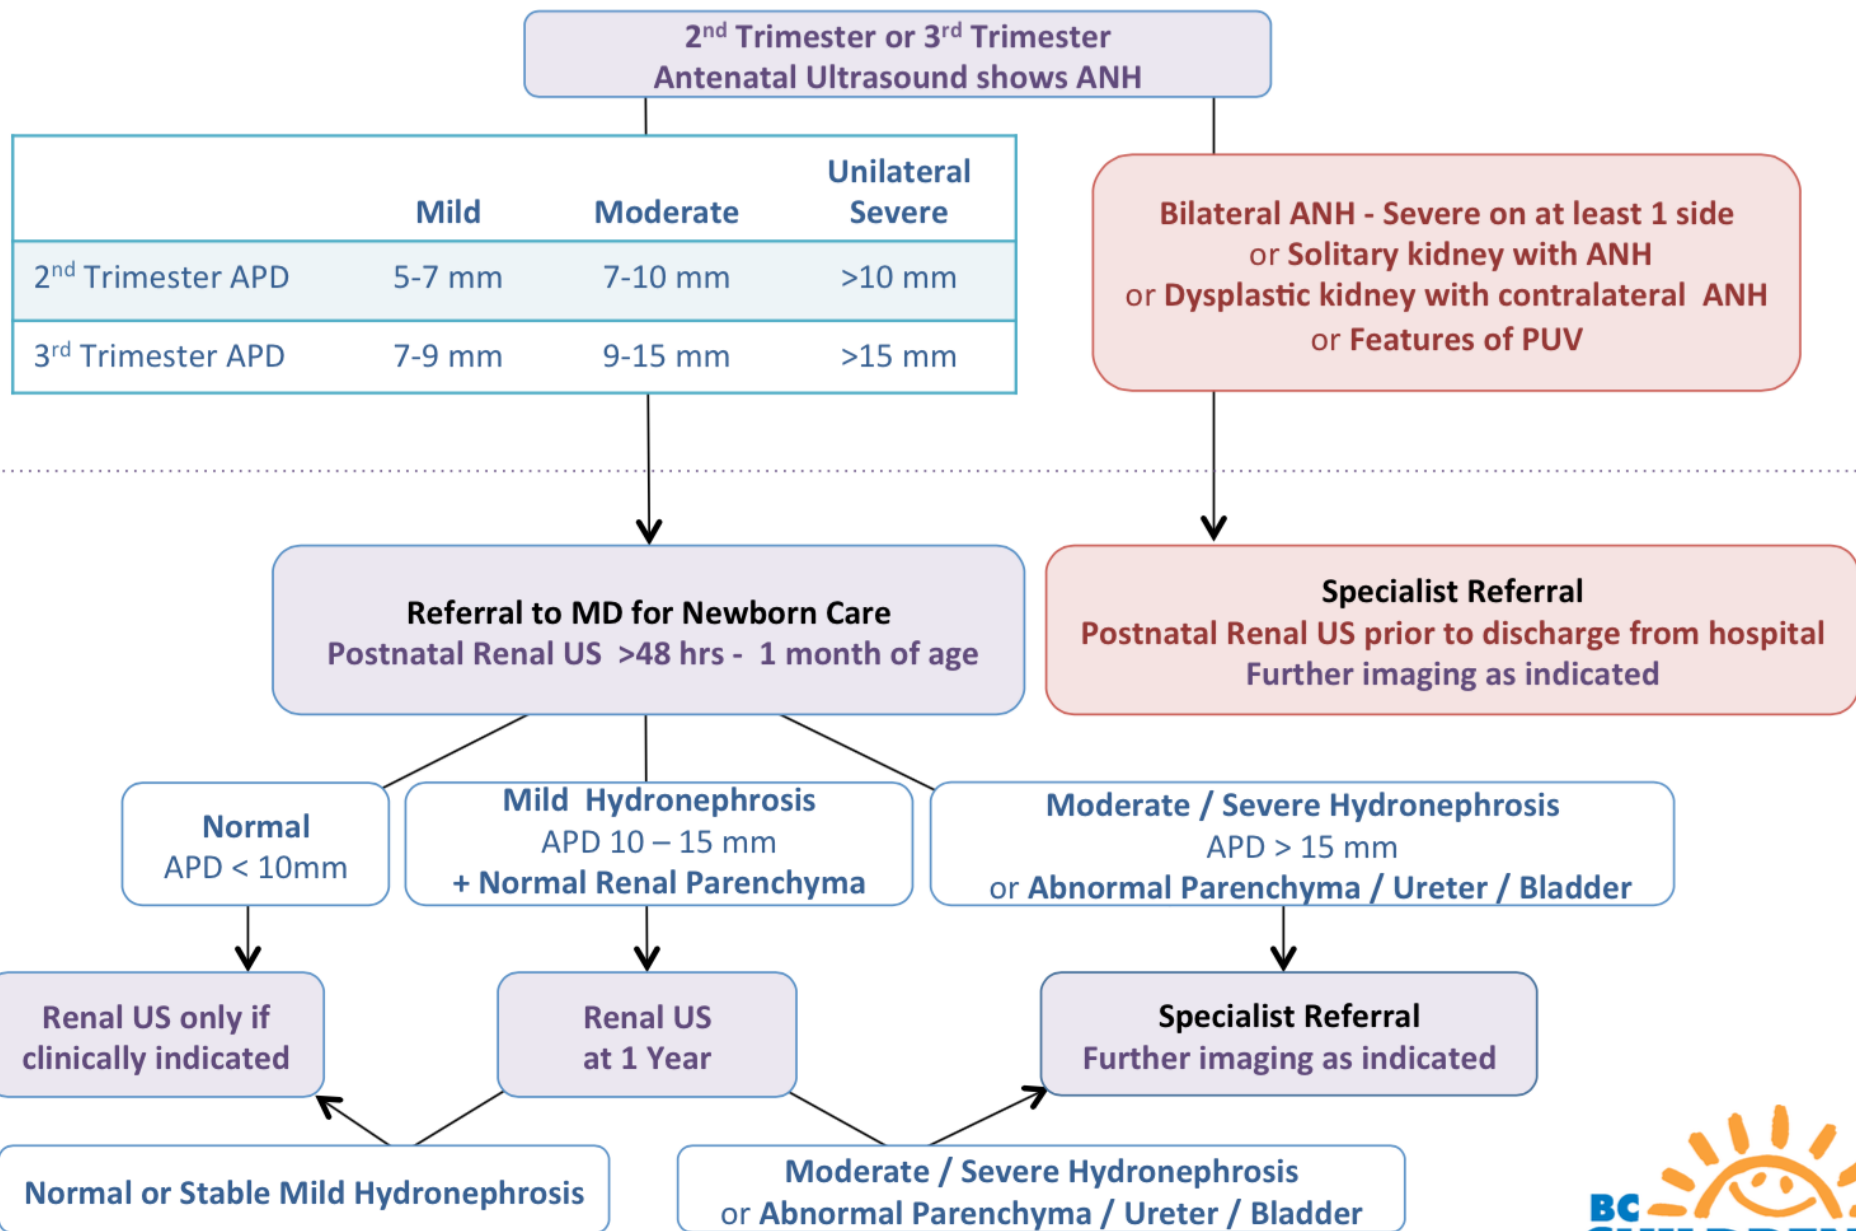 2nd Trimester or 3rd Trimester
Antenatal Ultrasound shows ANH
Unilateral
Mild Moderate Severe
2nd Trimester APD 5-7 mm 7-10 mm >10 mm
3rd Trimester APD 7-9 mm 9-15 mm >15 mm
Bilateral ANH - Severe on at least 1 side
or Solitary kidney with ANH
or Dysplastic kidney with contralateral ANH
or Features of PUV
Referral to MD for Newborn Care
Postnatal Renal US >48 hrs - 1 month of age
Specialist Referral
Postnatal Renal US prior to discharge from hospital
Further imaging as indicated
Normal
APD < 10mm
Mild Hydronephrosis
APD 10 – 15 mm
+ Normal Renal Parenchyma
Moderate / Severe Hydronephrosis
APD > 15 mm
or Abnormal Parenchyma / Ureter / Bladder
Renal US only if
clinically indicated
Renal US
at 1 Year
Specialist Referral
Further imaging as indicated
Normal or Stable Mild Hydronephrosis
Moderate / Severe Hydronephrosis
or Abnormal Parenchyma / Ureter / Bladder
BC